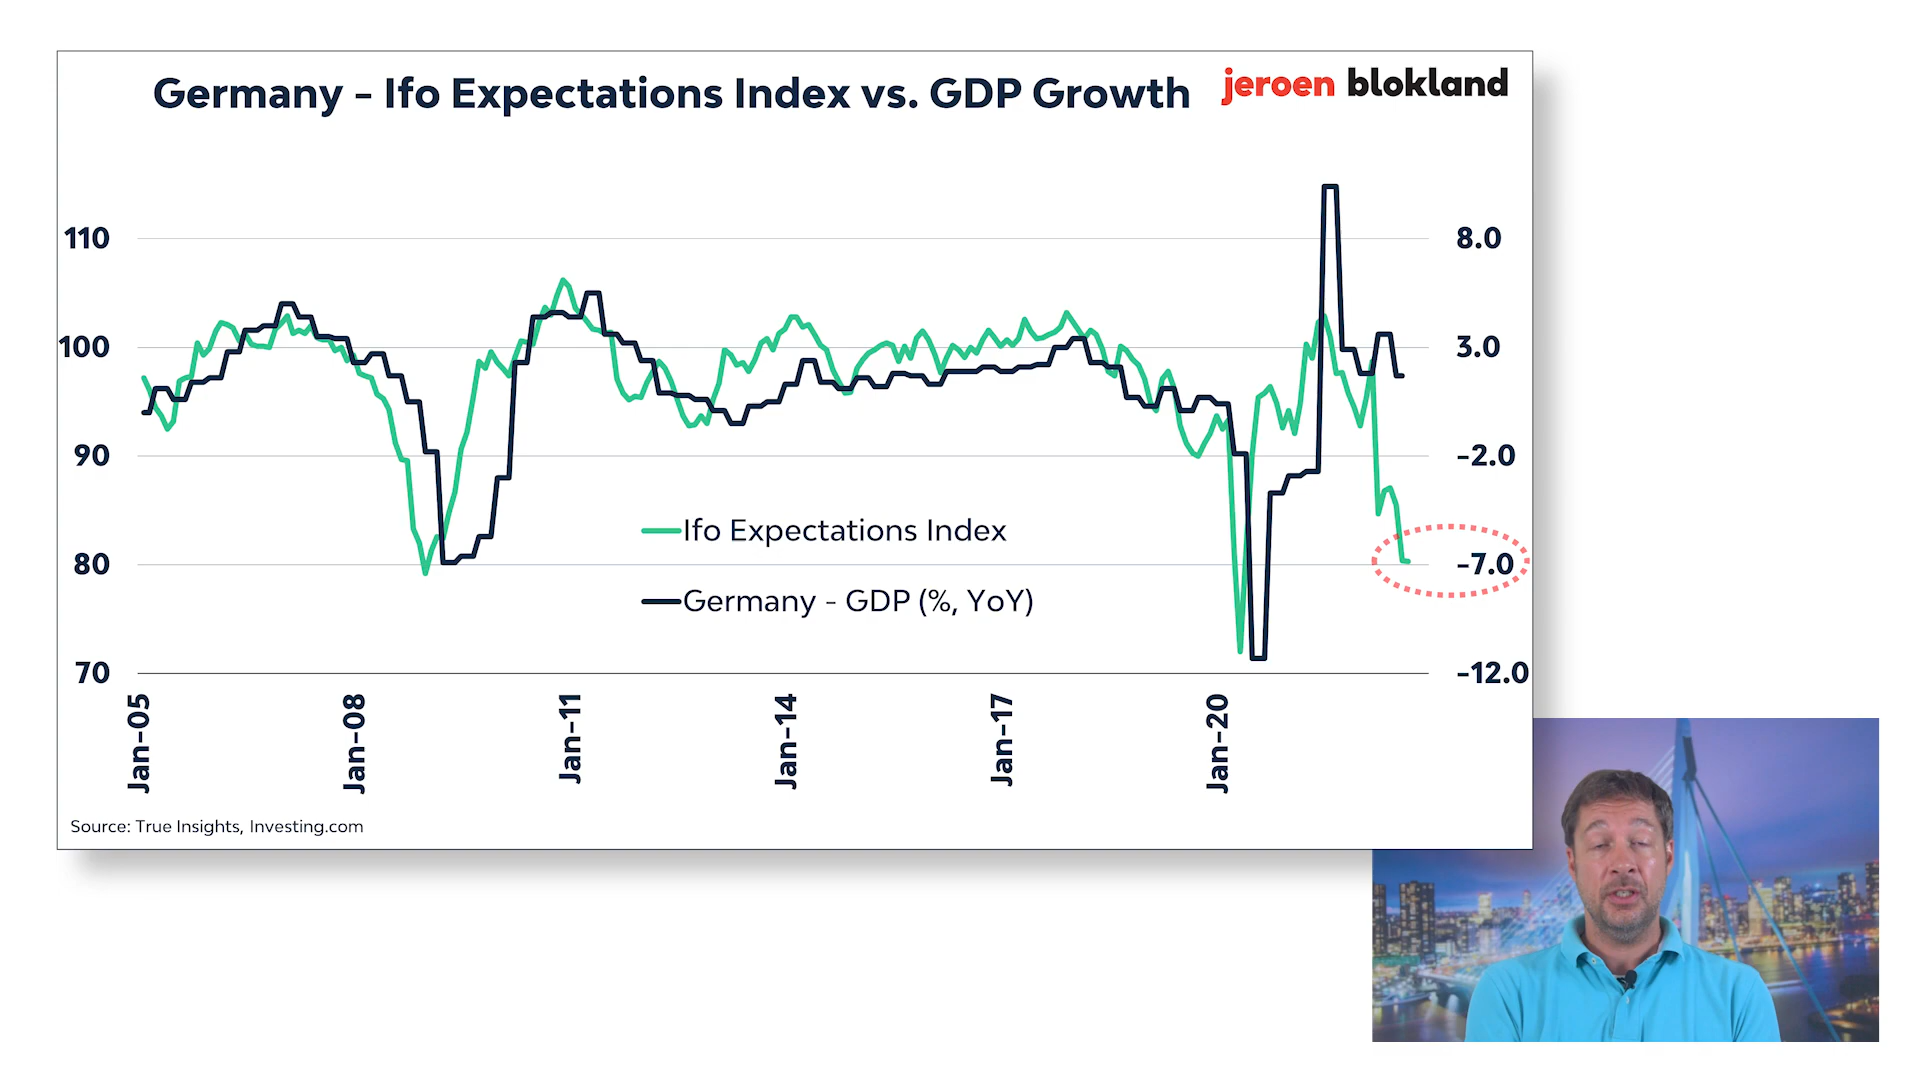 Germany – Ifo Expectations Index vs. GDP Growth
jeroen blokland
110
100
90
80
70
8.0
3.0
-2.0
-7.0
-12.0
Ifo Expectations Index
Germany - GDP (%, YoY)
Jan-05
Jan-08
Jan-11
Jan-14
Jan-17
Jan-20
Source: True Insights, Investing.com